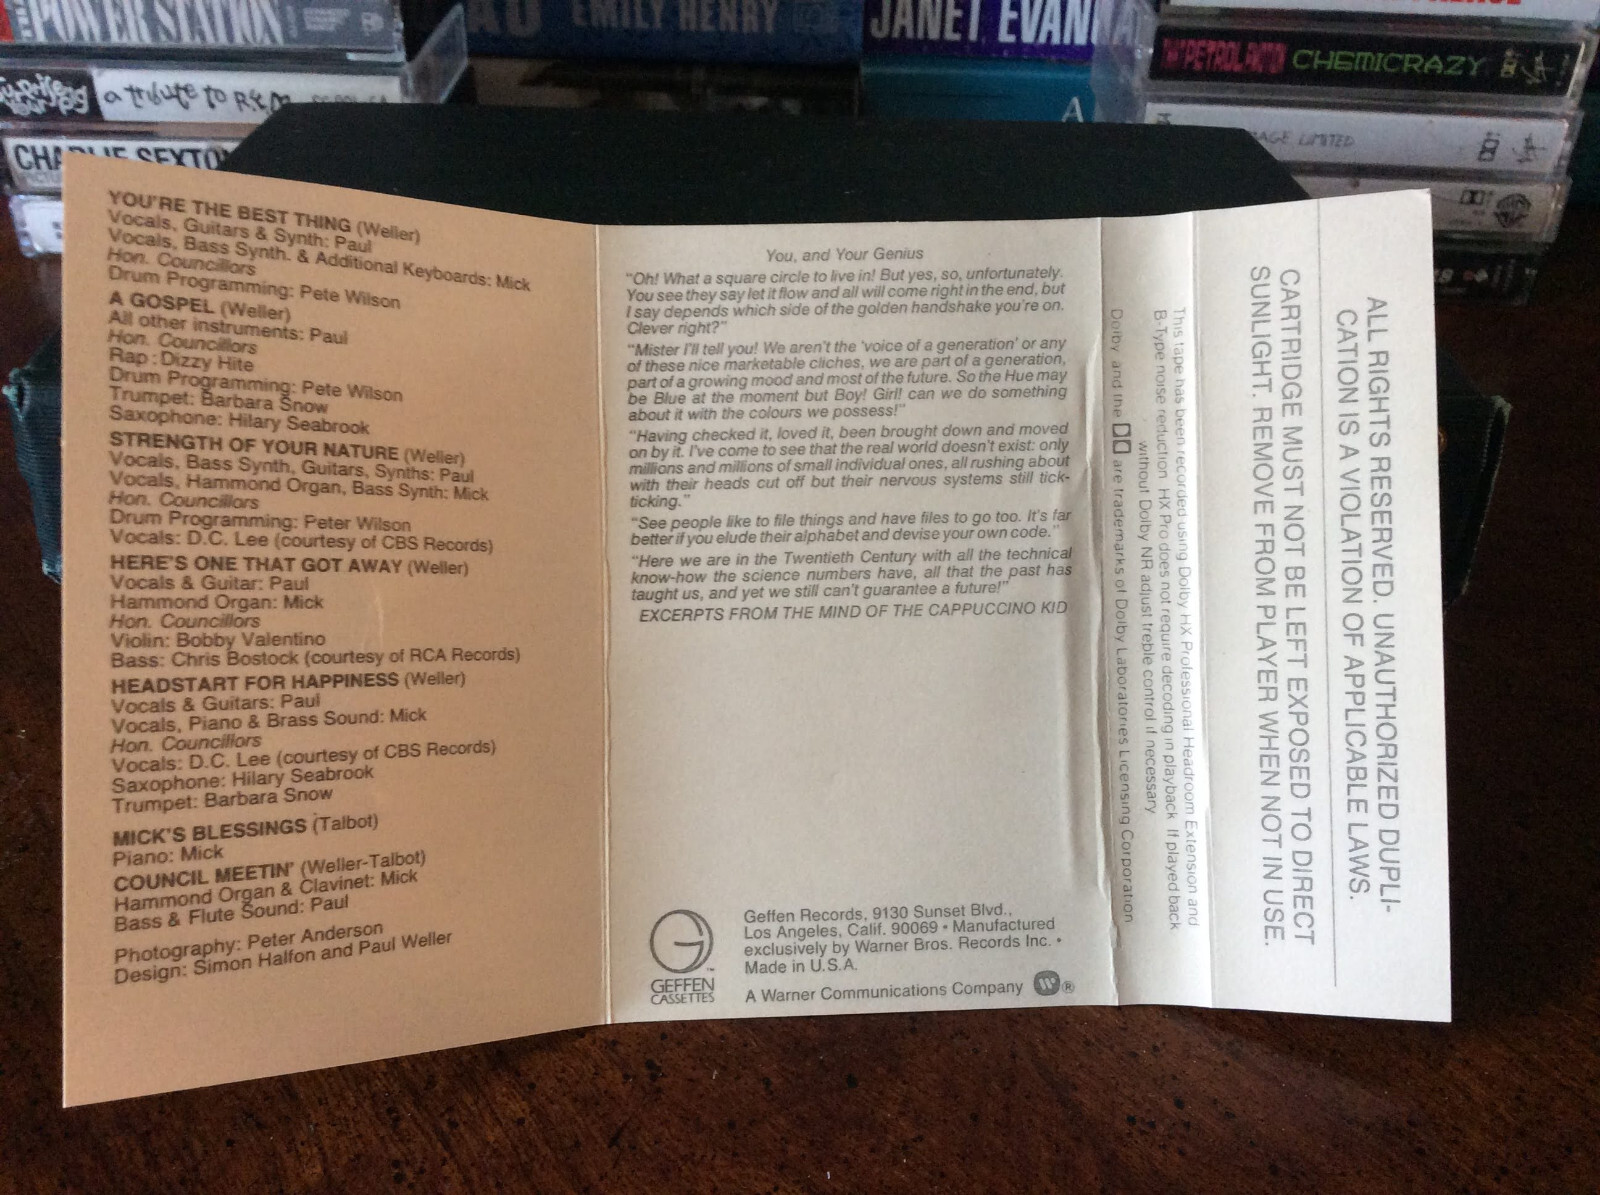 POWER STATION
EMILY HENRY
JANET EVAN
CHEMICRAZY
a tribute to
A
LIMITED
CHARLIE SEXTO
YOU'RE THE BEST THING (Weller)
Vocals, Guitars & Synth: Paul
Vocals, Bass Synth. & Additional Keyboards: Mick
Hon. Councillors
Drum Programming: Pete Wilson
A GOSPEL (Weller)
All other instruments: Paul
Hon. Councillors
Rap : Dizzy Hite
Drum Programming: Pete Wilson
Trumpet: Barbara Snow
Saxophone: Hilary Seabrook
STRENGTH OF YOUR NATURE (Weller)
Vocals, Bass Synth, Guitars, Synths: Paul
Vocals, Hammond Organ, Bass Synth: Mick
Hon. Councillors
Drum Programming: Peter Wilson
Vocals: D.C. Lee (courtesy of CBS Records)
HERE'S ONE THAT GOT AWAY (Weller)
Vocals & Guitar: Paul
Hammond Organ: Mick
Hon. Councillors
Violin: Bobby Valentino
Bass: Chris Bostock (courtesy of RCA Records)
HEADSTART FOR HAPPINESS (Weller)
Vocals & Guitars: Paul
Vocals, Piano & Brass Sound: Mick
Hon. Councillors
Vocals: D.C. Lee (courtesy of CBS Records)
Saxophone: Hilary Seabrook
Trumpet: Barbara Snow
MICK'S BLESSINGS (Talbot)
Piano: Mick
COUNCIL MEETIN' (Weller-Talbot)
Hammond Organ & Clavinet: Mick
Bass & Flute Sound: Paul
Photography: Peter Anderson
Design: Simon Halfon and Paul Weller
You, and Your Genius
"Oh! What a square circle to live in! But yes, so, unfortunately.
You see they say let it flow and all will come right in the end, but
I say depends which side of the golden handshake you're on.
Clever right?"
"Mister I'll tell you! We aren't the 'voice of a generation' or any
of these nice marketable cliches, we are part of a generation,
part of a growing mood and most of the future. So the Hue may
be Blue at the moment but Boy! Girl! can we do something
about it with the colours we possess!"
"Having checked it, loved it, been brought down and moved
on by it. I've come to see that the real world doesn't exist: only
millions and millions of small individual ones, all rushing about
with their heads cut off but their nervous systems still tick-
ticking."
"See people like to file things and have files to go too. It's far
better if you elude their alphabet and devise your own code."
"Here we are in the Twentieth Century with all the technical
know-how the science numbers have, all that the past has
taught us, and yet we still can't guarantee a future!"
EXCERPTS FROM THE MIND OF THE CAPPUCCINO KID
GEFFEN
CASSETTES
Geffen Records, 9130 Sunset Blvd.,
Los Angeles, Calif. 90069 • Manufactured
exclusively by Warner Bros. Records Inc. •
Made in U.S.A.
A Warner Communications Company ®
This tape has been recorded using Dolby HX Professional Headroom Extension and
B-Type noise reduction HX Pro does not require decoding in playback If played back
without Dolby NR adjust treble control if necessary
Dolby and the are trademarks of Dolby Laboratories Licensing Corporation
ALL RIGHTS RESERVED. UNAUTHORIZED DUPLI-
CATION IS A VIOLATION OF APPLICABLE LAWS.
CARTRIDGE MUST NOT BE LEFT EXPOSED TO DIRECT
SUNLIGHT. REMOVE FROM PLAYER WHEN NOT IN USE.